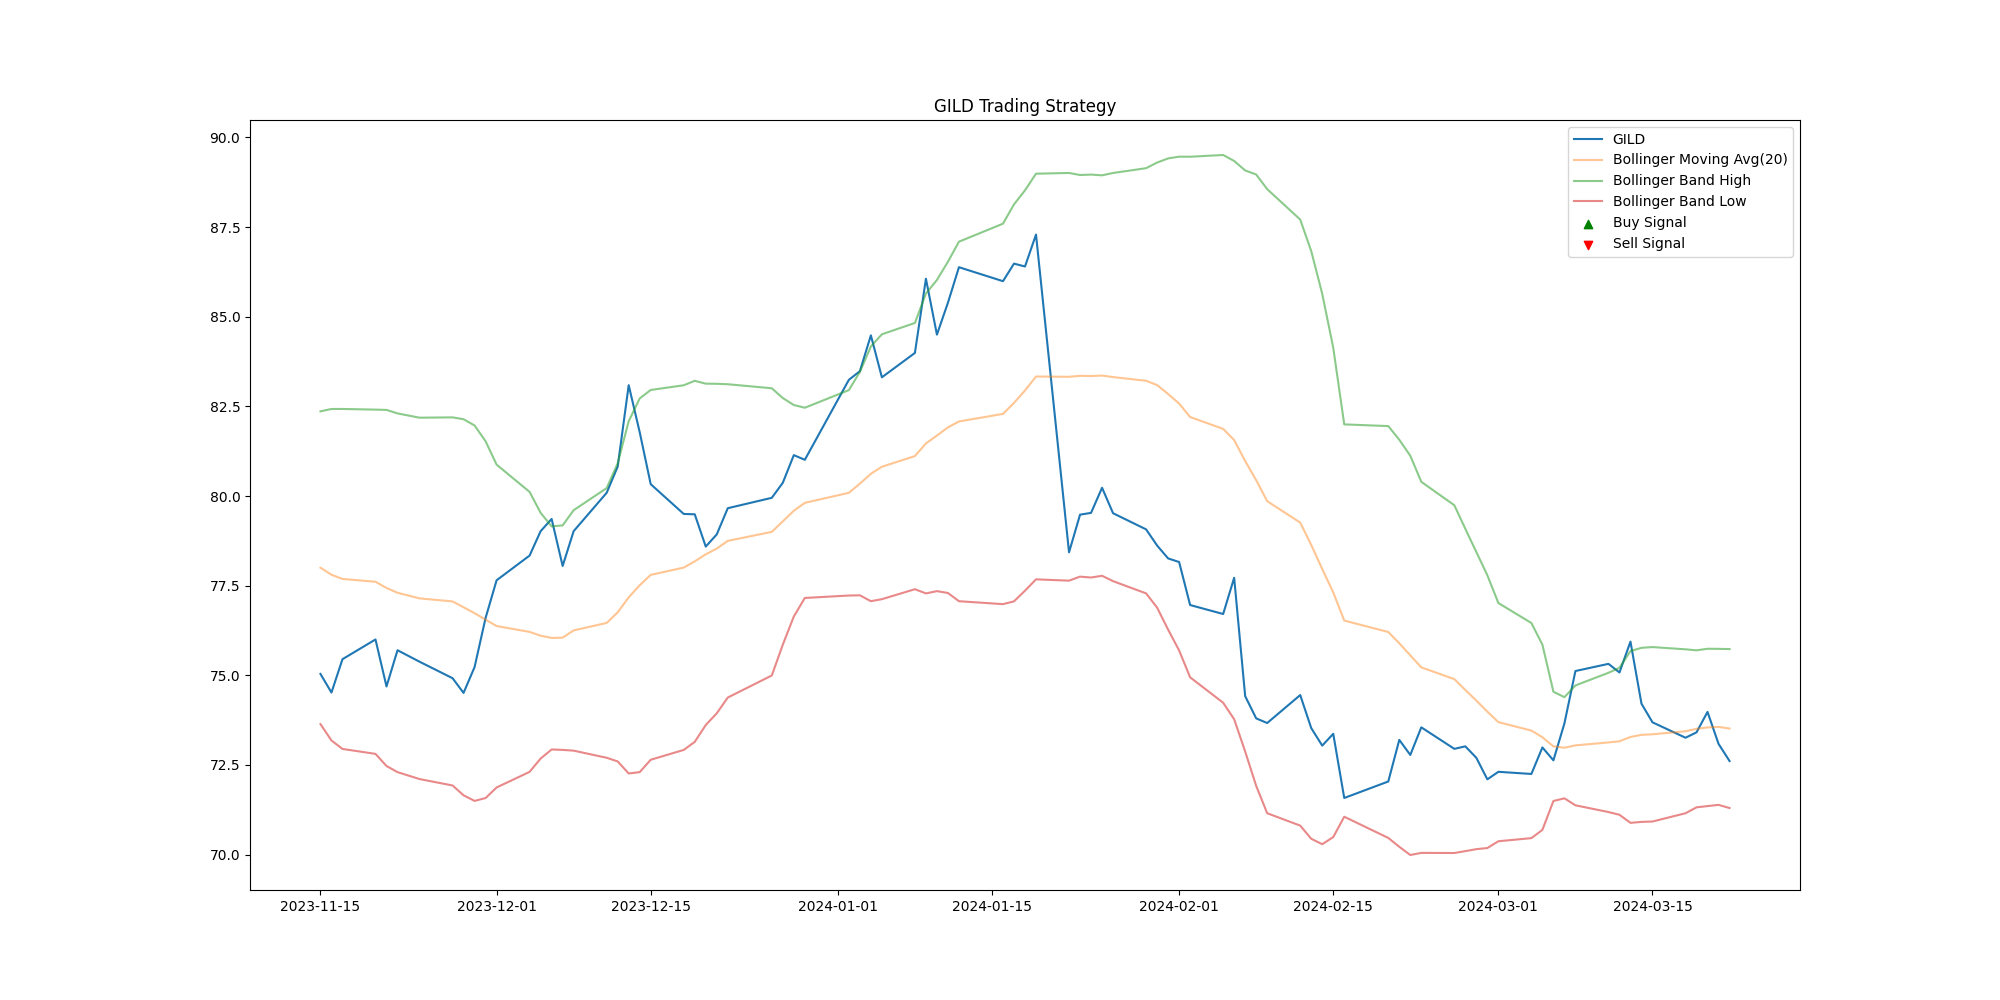 GILD Trading Strategy
90.0
87.5
85.0
82.5
80.0
77.5
75.0
72.5
70.0
GILD
Bollinger Moving Avg(20)
Bollinger Band High
Bollinger Band Low
Buy Signal
Sell Signal
2023-11-15
2023-12-01
2023-12-15
2024-01-01
2024-01-15
2024-02-01
2024-02-15
2024-03-01
2024-03-15